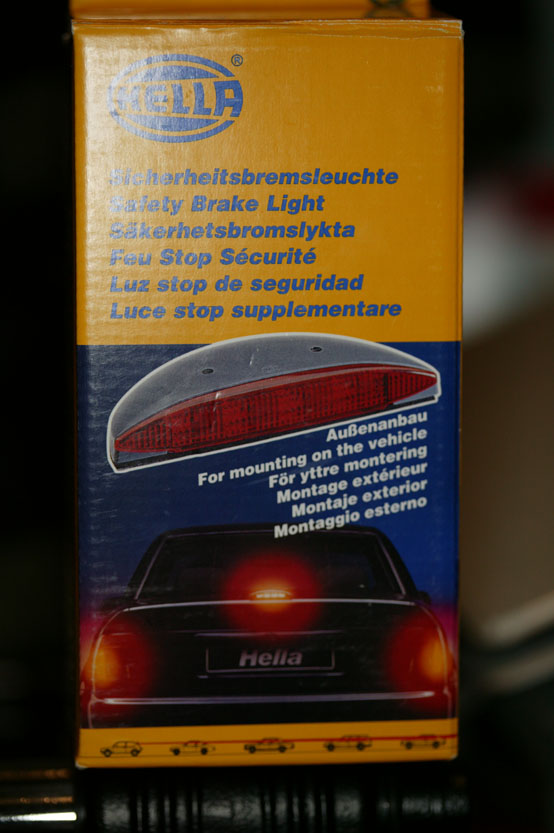 HELLA®
Sicherheitsbremsleuchte
Safety Brake Light
Säkerhetsbromslykta
Feu Stop Sécurité
Luz stop de seguridad
Luce stop supplementare
Außenanbau
For mounting on the vehicle
För yttre montering
Montage extérieur
Montaje exterior
Montaggio esterno
Hella